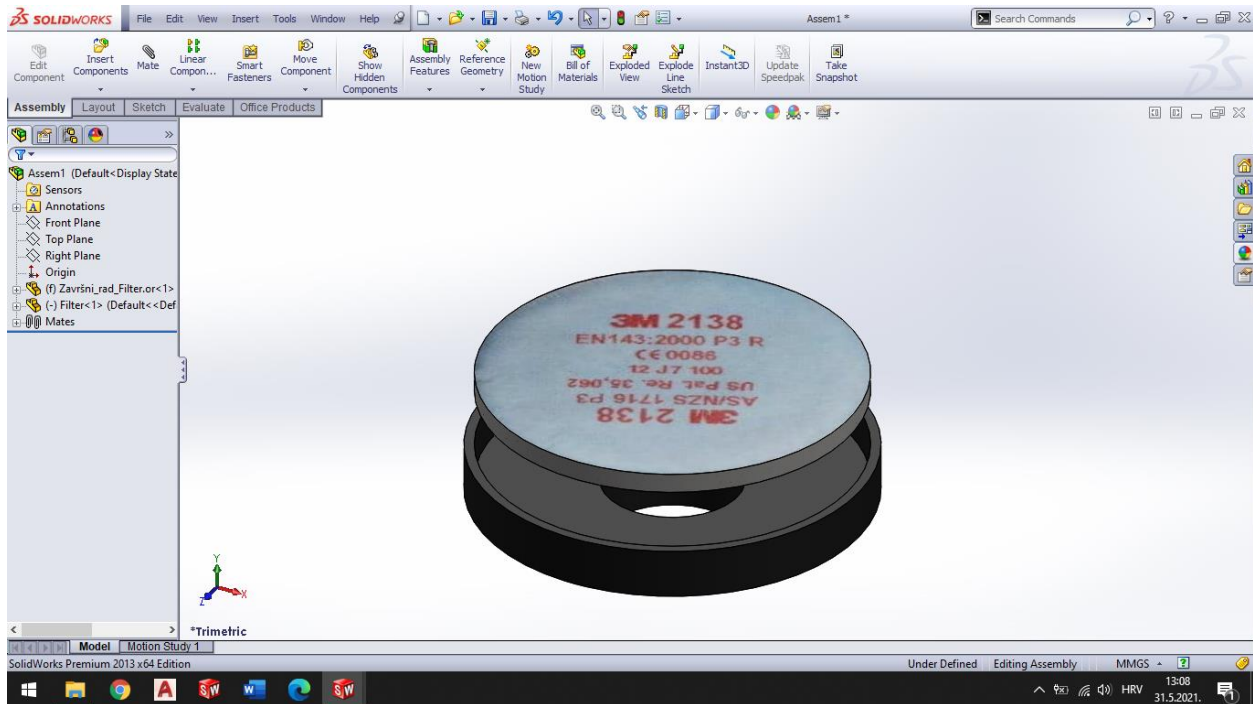 SOLIDWORKS File Edit View Insert Tools Window Help Assem1 * Search Commands
Edit Component Insert Components Mate Linear Compon... Smart Fasteners Move Component Show Hidden Components Assembly Features Reference Geometry New Motion Study Bill of Materials Exploded View Explode Line Sketch Instant3D Update Speedpak Take Snapshot
Assembly Layout Sketch Evaluate Office Products
Assem1 (Default<Display State
Sensors
Annotations
Front Plane
Top Plane
Right Plane
Origin
(f) Završni_rad_Filter.or<1>
(-) Filter<1> (Default<<Def
Mates
3M 2138
EN143:2000 P3 R
CE 0086
12 J7 100
US Pat. Re. 35,062
AS/NZS 1716 P3
3M 2138
Y
Z X
*Trimetric
Model Motion Study 1
SolidWorks Premium 2013 x64 Edition Under Defined Editing Assembly MMGS
HRV 13:08
31.5.2021.